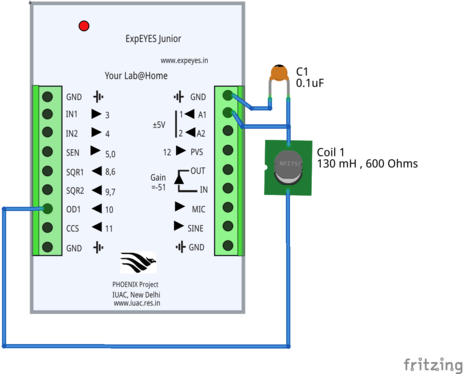 ExpEYES Junior
www.expeyes.in
Your Lab@Home
GND
IN1 3
IN2 4
SEN 5,0
SQR1 8,6
SQR2 9,7
OD1 10
CCS 11
GND
GND
±5V
1 A1
2 A2
12 PVS
Gain
=-51
OUT
IN
MIC
SINE
GND
PHOENIX Project
IUAC, New Delhi
www.iuac.res.in
C1
0.1uF
Coil 1
130 mH , 600 Ohms
fritzing